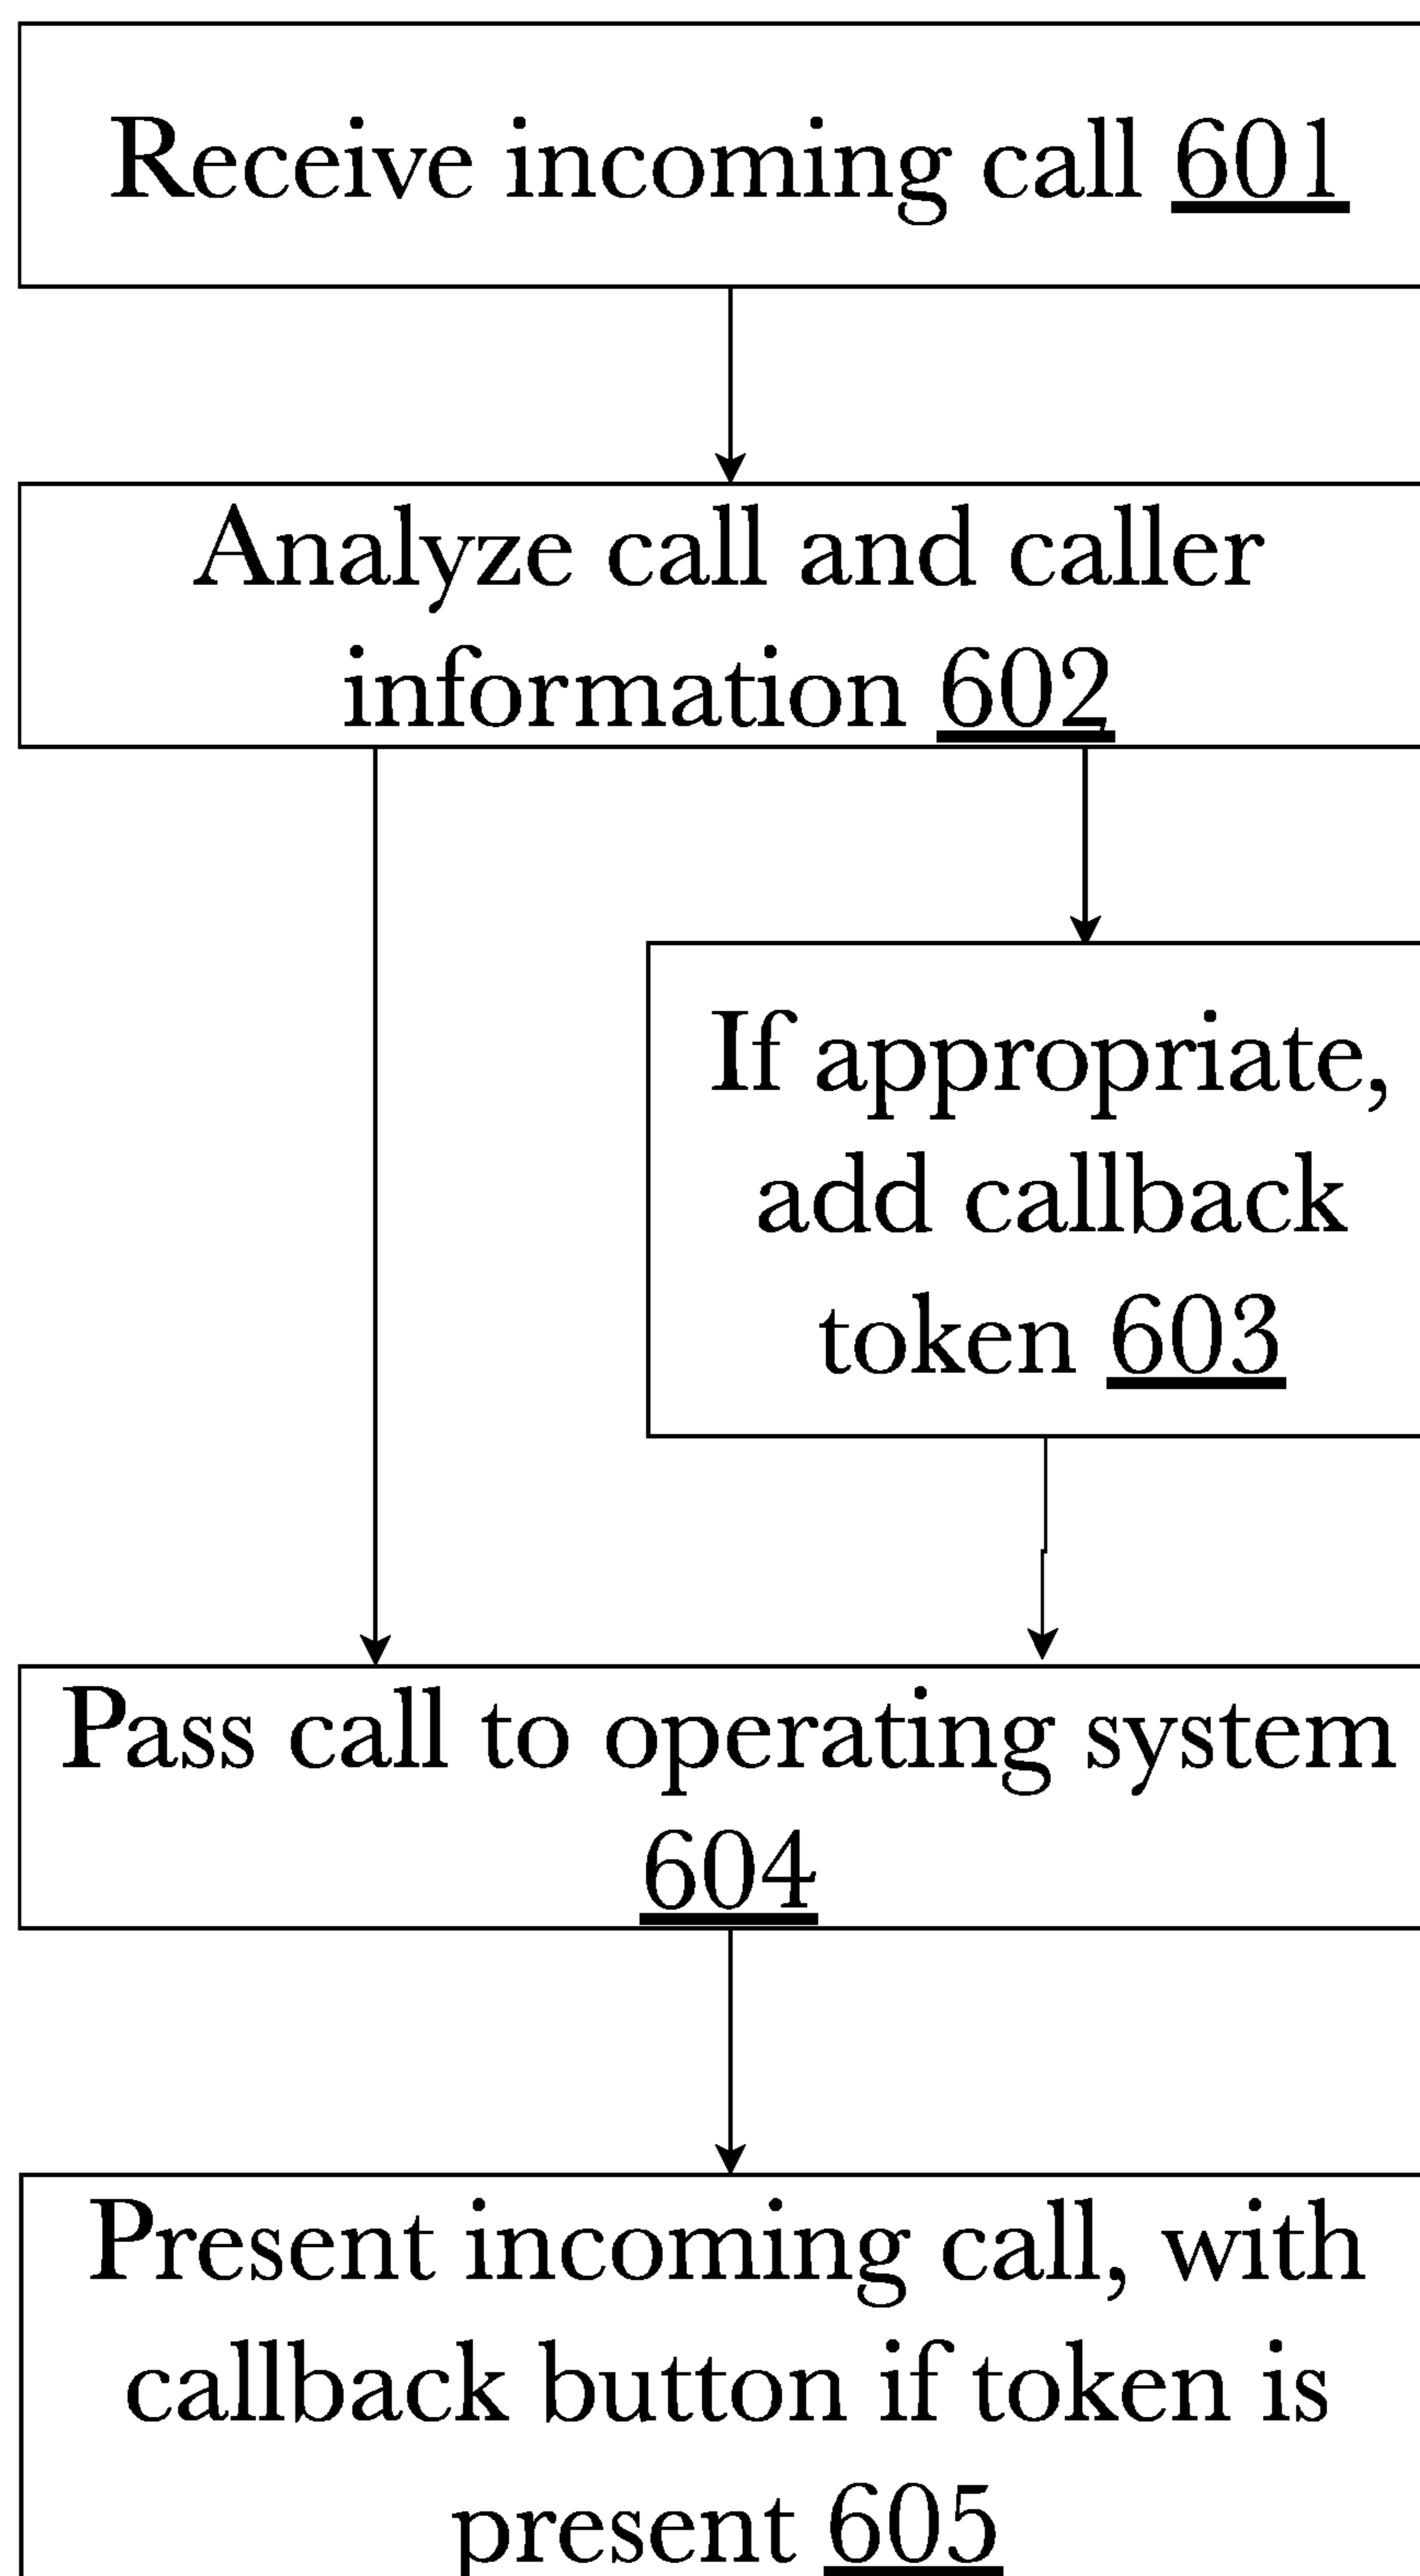 Receive incoming call 601
Analyze call and caller
information 602
If appropriate,
add callback
token 603
Pass call to operating system
604
Present incoming call, with
callback button if token is
present 605